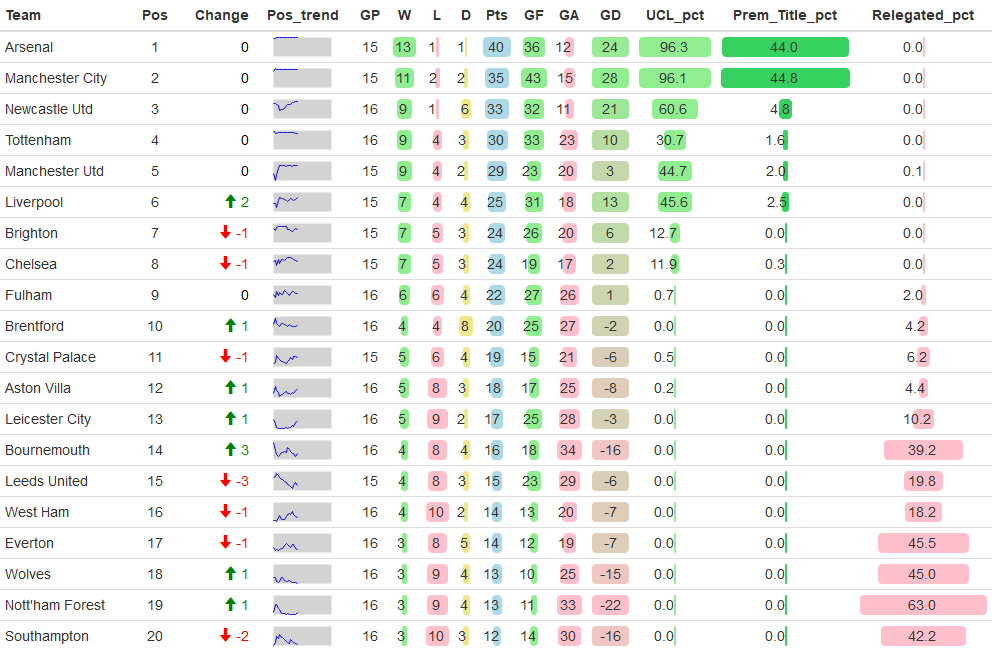 Team Pos Change Pos_trend GP W L D Pts GF GA GD UCL_pct Prem_Title_pct Relegated_pct
Arsenal 1 0 15 13 1 1 40 36 12 24 96.3 44.0 0.0
Manchester City 2 0 15 11 2 2 35 43 15 28 96.1 44.8 0.0
Newcastle Utd 3 0 16 9 1 6 33 32 11 21 60.6 4.8 0.0
Tottenham 4 0 16 9 4 3 30 33 23 10 30.7 1.6 0.0
Manchester Utd 5 0 15 9 4 2 29 23 20 3 44.7 2.0 0.1
Liverpool 6 2 15 7 4 4 25 31 18 13 45.6 2.5 0.0
Brighton 7 -1 15 7 5 3 24 26 20 6 12.7 0.0 0.0
Chelsea 8 -1 15 7 5 3 24 19 17 2 11.9 0.3 0.0
Fulham 9 0 16 6 6 4 22 27 26 1 0.7 0.0 2.0
Brentford 10 1 16 4 4 8 20 25 27 -2 0.0 0.0 4.2
Crystal Palace 11 -1 15 5 6 4 19 15 21 -6 0.5 0.0 6.2
Aston Villa 12 1 16 5 8 3 18 17 25 -8 0.2 0.0 4.4
Leicester City 13 1 16 5 9 2 17 25 28 -3 0.0 0.0 10.2
Bournemouth 14 3 16 4 8 4 16 18 34 -16 0.0 0.0 39.2
Leeds United 15 -3 15 4 8 3 15 23 29 -6 0.0 0.0 19.8
West Ham 16 -1 16 4 10 2 14 13 20 -7 0.0 0.0 18.2
Everton 17 -1 16 3 8 5 14 12 19 -7 0.0 0.0 45.5
Wolves 18 1 16 3 9 4 13 10 25 -15 0.0 0.0 45.0
Nott'ham Forest 19 1 16 3 9 4 13 11 33 -22 0.0 0.0 63.0
Southampton 20 -2 16 3 10 3 12 14 30 -16 0.0 0.0 42.2